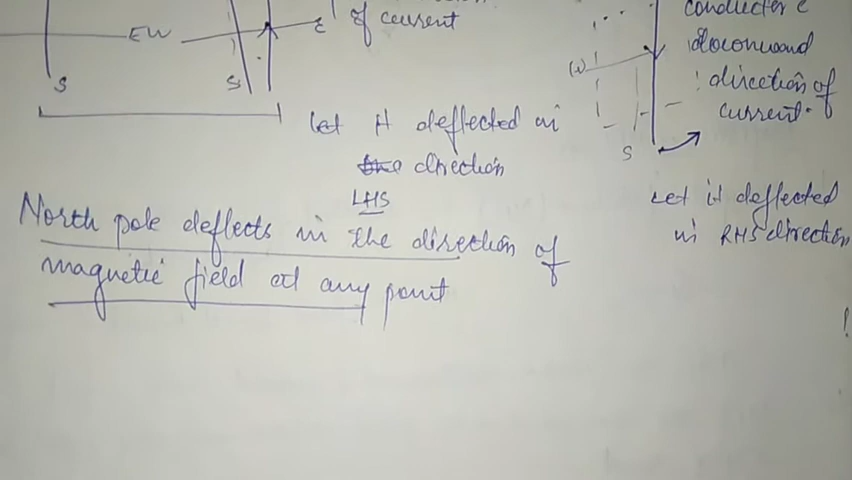 of current
E W
E
S
S
conductor
(W)
downward
direction of
current.
S
Let it deflected in
direction
LHS
Let it deflected
in RHS direction
North pole deflects in the direction of
magnetic field at any point
!